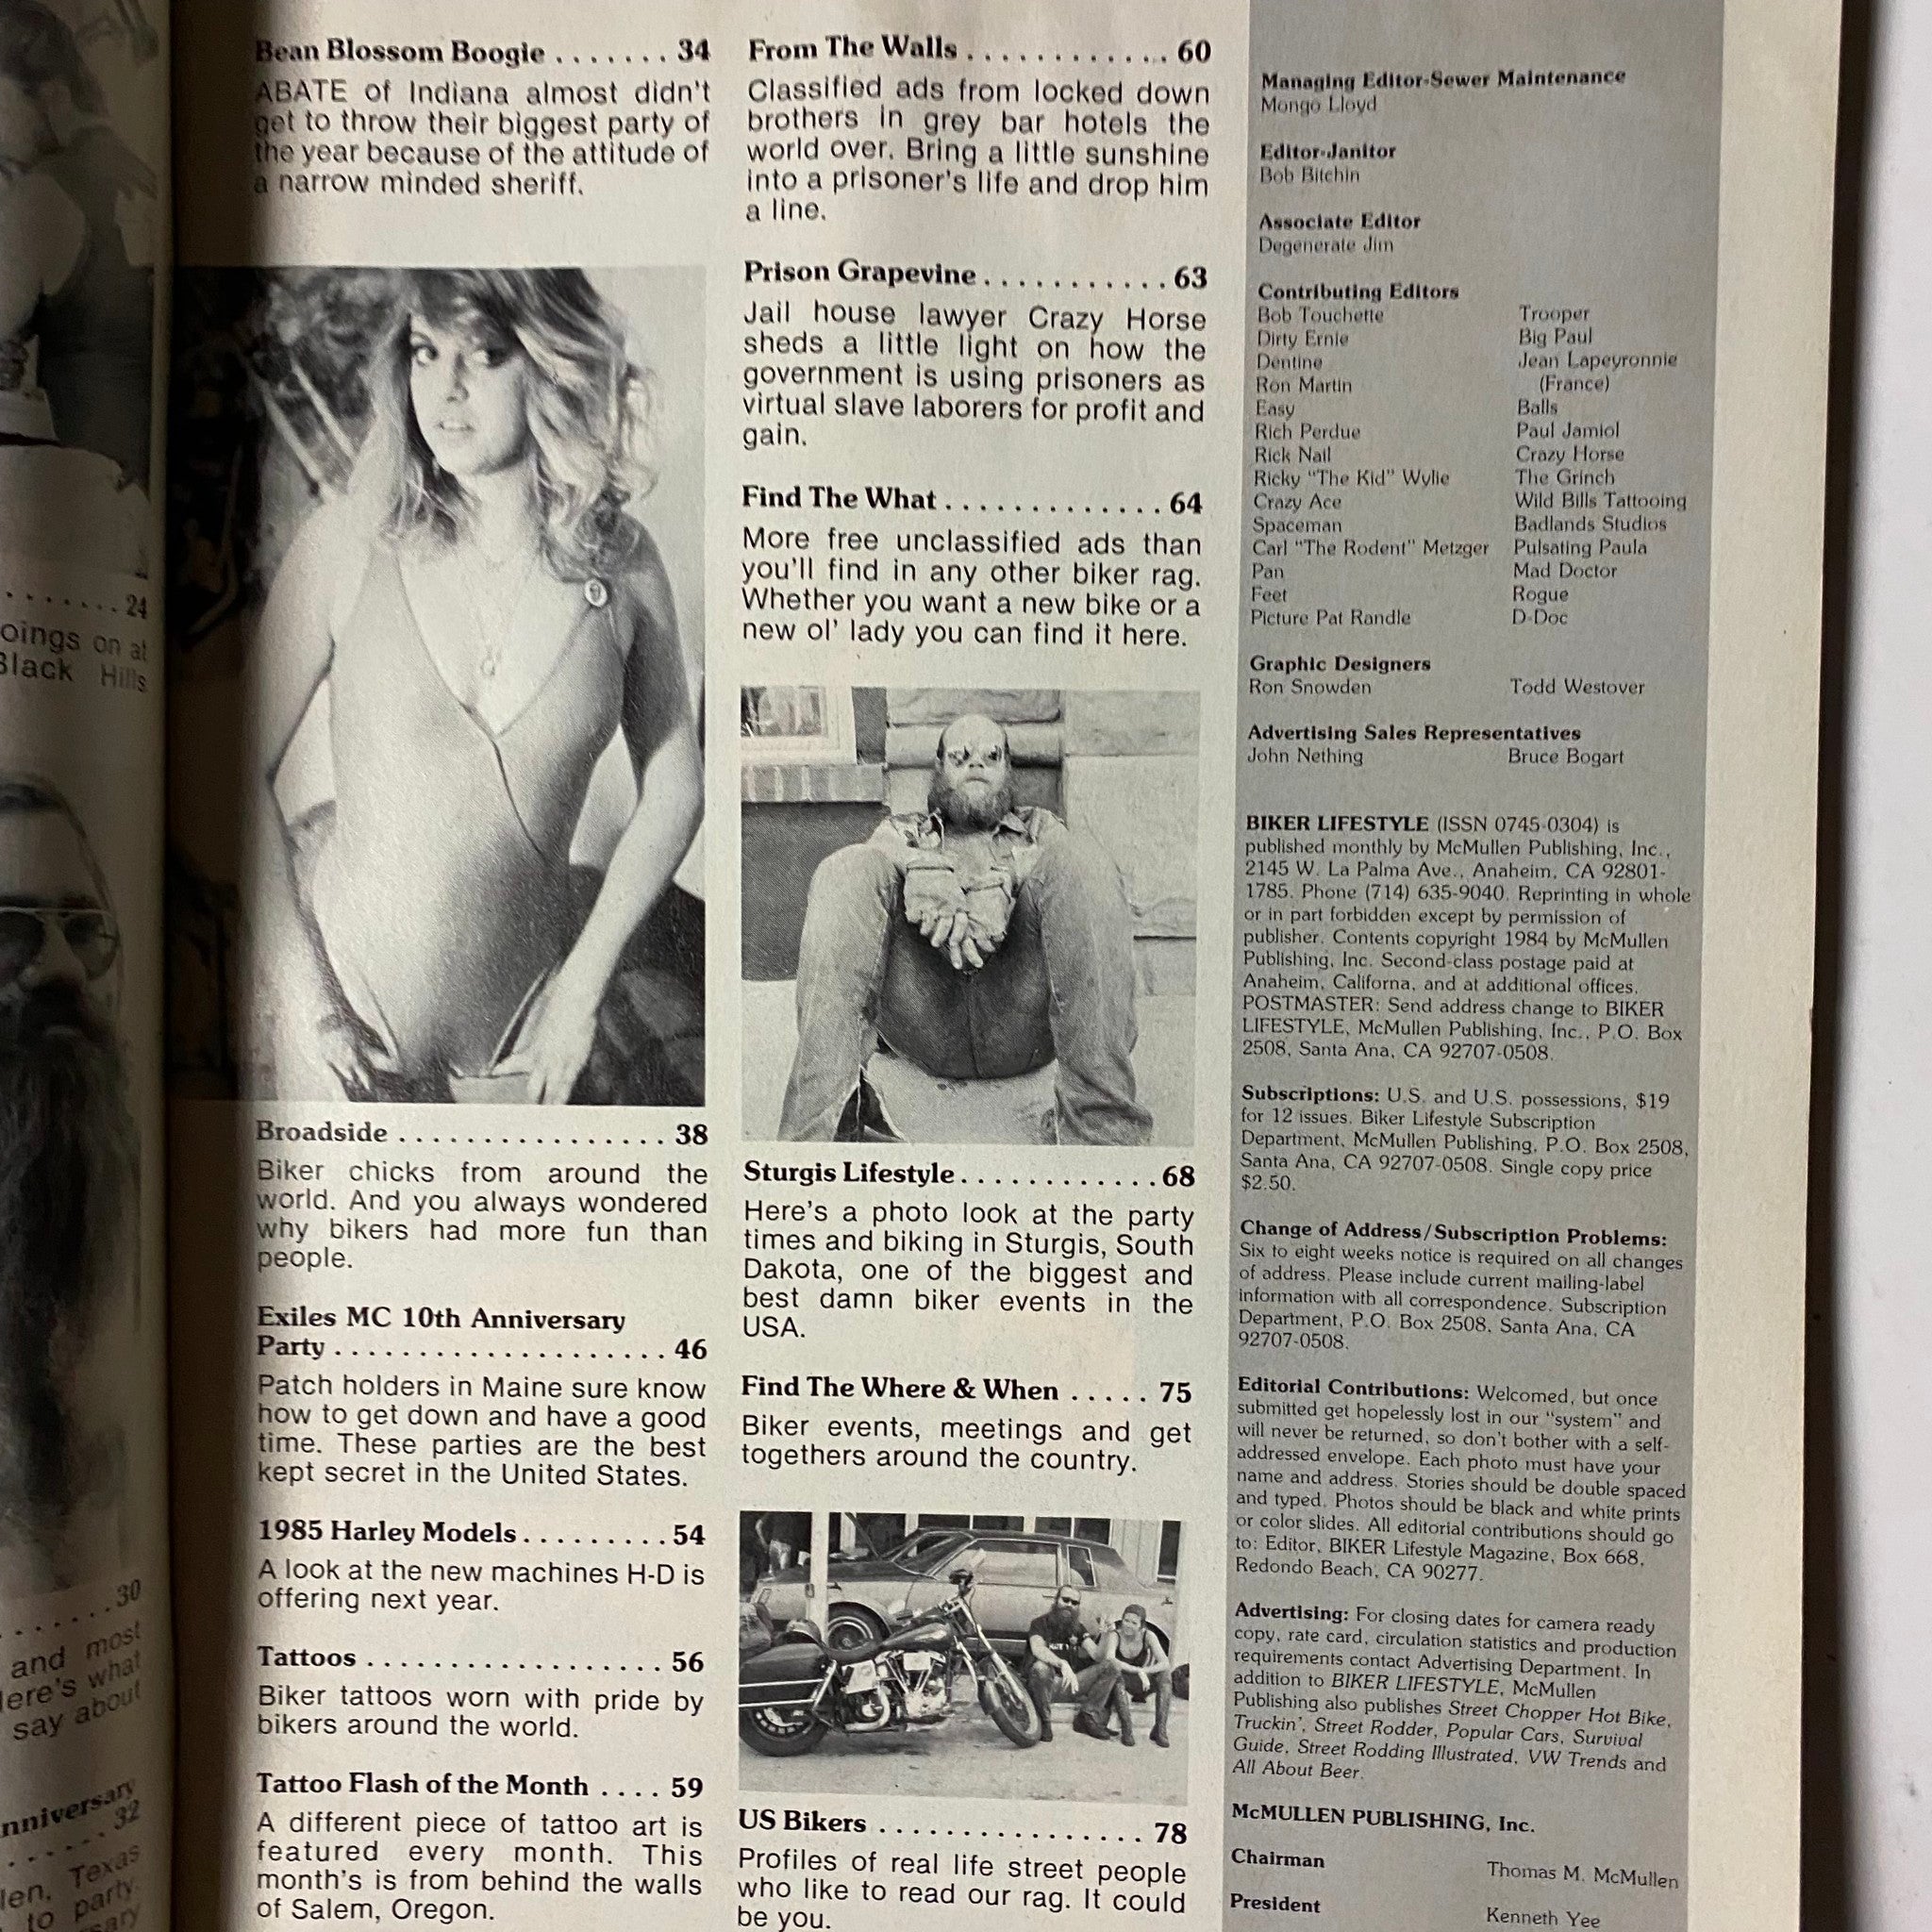 . . . . . . . 24
oings on at
Black Hills
. . . . . . 30
and most
Here's what
say about
nniversary
. . . . . 32
len, Texas
to party.
Bean Blossom Boogie . . . . . . . 34
ABATE of Indiana almost didn't
get to throw their biggest party of
the year because of the attitude of
a narrow minded sheriff.
Broadside . . . . . . . . . . . . . . . . 38
Biker chicks from around the
world. And you always wondered
why bikers had more fun than
people.
Exiles MC 10th Anniversary
Party . . . . . . . . . . . . . . . . . . . . 46
Patch holders in Maine sure know
how to get down and have a good
time. These parties are the best
kept secret in the United States.
1985 Harley Models . . . . . . . . . 54
A look at the new machines H-D is
offering next year.
Tattoos . . . . . . . . . . . . . . . . . . 56
Biker tattoos worn with pride by
bikers around the world.
Tattoo Flash of the Month . . . . 59
A different piece of tattoo art is
featured every month. This
month's is from behind the walls
of Salem, Oregon.
From The Walls . . . . . . . . . . . . 60
Classified ads from locked down
brothers in grey bar hotels the
world over. Bring a little sunshine
into a prisoner's life and drop him
a line.
Prison Grapevine . . . . . . . . . . . 63
Jail house lawyer Crazy Horse
sheds a little light on how the
government is using prisoners as
virtual slave laborers for profit and
gain.
Find The What . . . . . . . . . . . . . 64
More free unclassified ads than
you'll find in any other biker rag.
Whether you want a new bike or a
new ol' lady you can find it here.
Sturgis Lifestyle . . . . . . . . . . . . 68
Here's a photo look at the party
times and biking in Sturgis, South
Dakota, one of the biggest and
best damn biker events in the
USA.
Find The Where & When . . . . . 75
Biker events, meetings and get
togethers around the country.
US Bikers . . . . . . . . . . . . . . . . 78
Profiles of real life street people
who like to read our rag. It could
be you.
Managing Editor-Sewer Maintenance
Mongo Lloyd
Editor-Janitor
Bob Bitchin
Associate Editor
Degenerate Jim
Contributing Editors
Bob Touchette Trooper
Dirty Ernie Big Paul
Dentine Jean Lapeyronnie
Ron Martin (France)
Easy Balls
Rich Perdue Paul Jamiol
Rick Nail Crazy Horse
Ricky "The Kid" Wylie The Grinch
Crazy Ace Wild Bills Tattooing
Spaceman Badlands Studios
Carl "The Rodent" Metzger Pulsating Paula
Pan Mad Doctor
Feet Rogue
Picture Pat Randle D-Doc
Graphic Designers
Ron Snowden Todd Westover
Advertising Sales Representatives
John Nething Bruce Bogart
BIKER LIFESTYLE (ISSN 0745-0304) is
published monthly by McMullen Publishing, Inc.,
2145 W. La Palma Ave., Anaheim, CA 92801-
1785. Phone (714) 635-9040. Reprinting in whole
or in part forbidden except by permission of
publisher. Contents copyright 1984 by McMullen
Publishing, Inc. Second-class postage paid at
Anaheim, Californa, and at additional offices.
POSTMASTER: Send address change to BIKER
LIFESTYLE, McMullen Publishing, Inc., P.O. Box
2508, Santa Ana, CA 92707-0508.
Subscriptions: U.S. and U.S. possessions, $19
for 12 issues. Biker Lifestyle Subscription
Department, McMullen Publishing, P.O. Box 2508,
Santa Ana, CA 92707-0508. Single copy price
$2.50.
Change of Address/Subscription Problems:
Six to eight weeks notice is required on all changes
of address. Please include current mailing-label
information with all correspondence. Subscription
Department, P.O. Box 2508, Santa Ana, CA
92707-0508.
Editorial Contributions: Welcomed, but once
submitted get hopelessly lost in our "system" and
will never be returned, so don't bother with a self-
addressed envelope. Each photo must have your
name and address. Stories should be double spaced
and typed. Photos should be black and white prints
or color slides. All editorial contributions should go
to: Editor, BIKER Lifestyle Magazine, Box 668,
Redondo Beach, CA 90277.
Advertising: For closing dates for camera ready
copy, rate card, circulation statistics and production
requirements contact Advertising Department. In
addition to BIKER LIFESTYLE, McMullen
Publishing also publishes Street Chopper Hot Bike,
Truckin', Street Rodder, Popular Cars, Survival
Guide, Street Rodding Illustrated, VW Trends and
All About Beer.
McMULLEN PUBLISHING, Inc.
Chairman Thomas M. McMullen
President Kenneth Yee